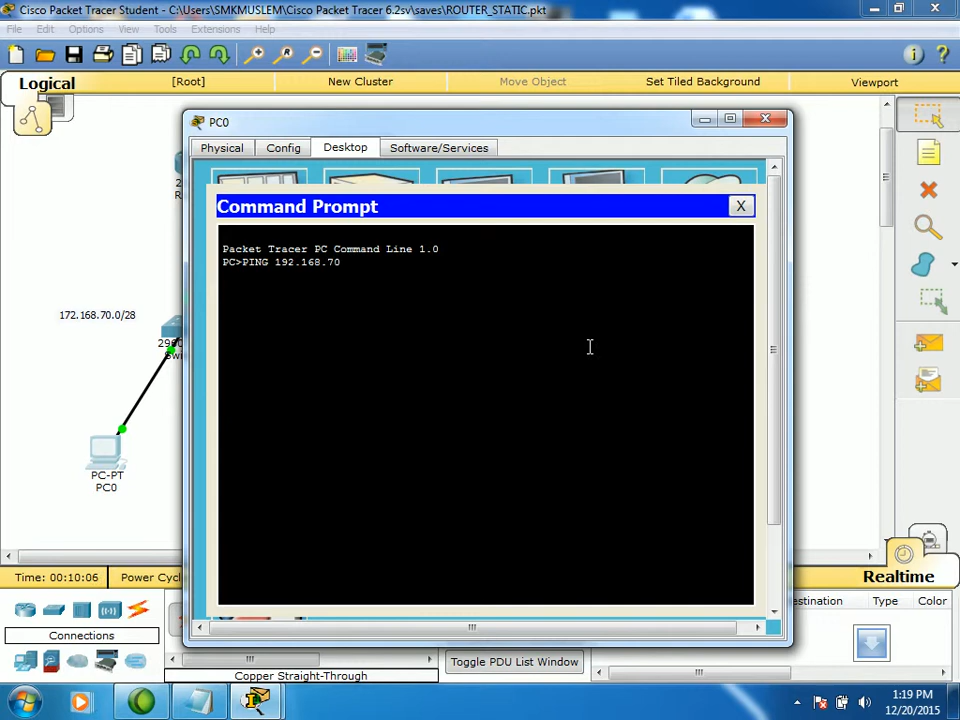 Cisco Packet Tracer Student - C:\Users\SMKMUSLEM\Cisco Packet Tracer 6.2sv\saves\ROUTER_STATIC.pkt
File Edit Options View Tools Extensions Help
Logical [Root] New Cluster Move Object Set Tiled Background Viewport
PC0
Physical Config Desktop Software/Services
Command Prompt X
Packet Tracer PC Command Line 1.0
PC>PING 192.168.70
172.168.70.0/28
PC-PT
PC0
Time: 00:10:06 Power Cycl
Realtime
Connections
Copper Straight-Through
Toggle PDU List Window
estination Type Color
1:19 PM
12/20/2015